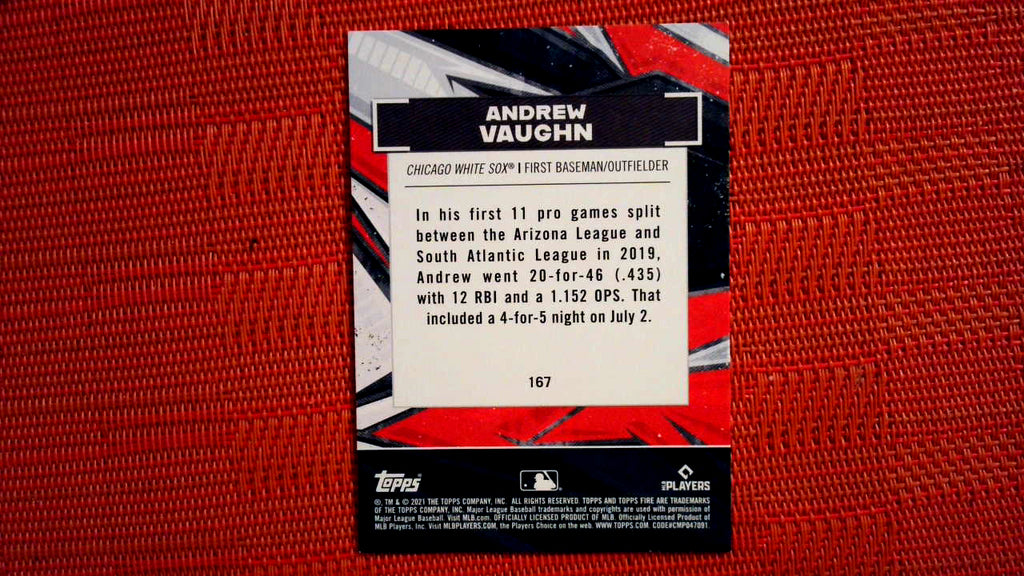 ANDREW
VAUGHN
CHICAGO WHITE SOX® | FIRST BASEMAN/OUTFIELDER
In his first 11 pro games split
between the Arizona League and
South Atlantic League in 2019,
Andrew went 20-for-46 (.435)
with 12 RBI and a 1.152 OPS. That
included a 4-for-5 night on July 2.
167
Topps®
MLB PLAYERS
®, TM & © 2021 THE TOPPS COMPANY, INC. ALL RIGHTS RESERVED. TOPPS AND TOPPS FIRE ARE TRADEMARKS
OF THE TOPPS COMPANY, INC. Major League Baseball trademarks and copyrights are used with permission of
Major League Baseball. Visit MLB.com. OFFICIALLY LICENSED PRODUCT OF MLB. Officially Licensed Product of
MLB Players, Inc. Visit MLBPLAYERS.COM, the Players Choice on the web. WWW.TOPPS.COM. CODE#CMP047091.